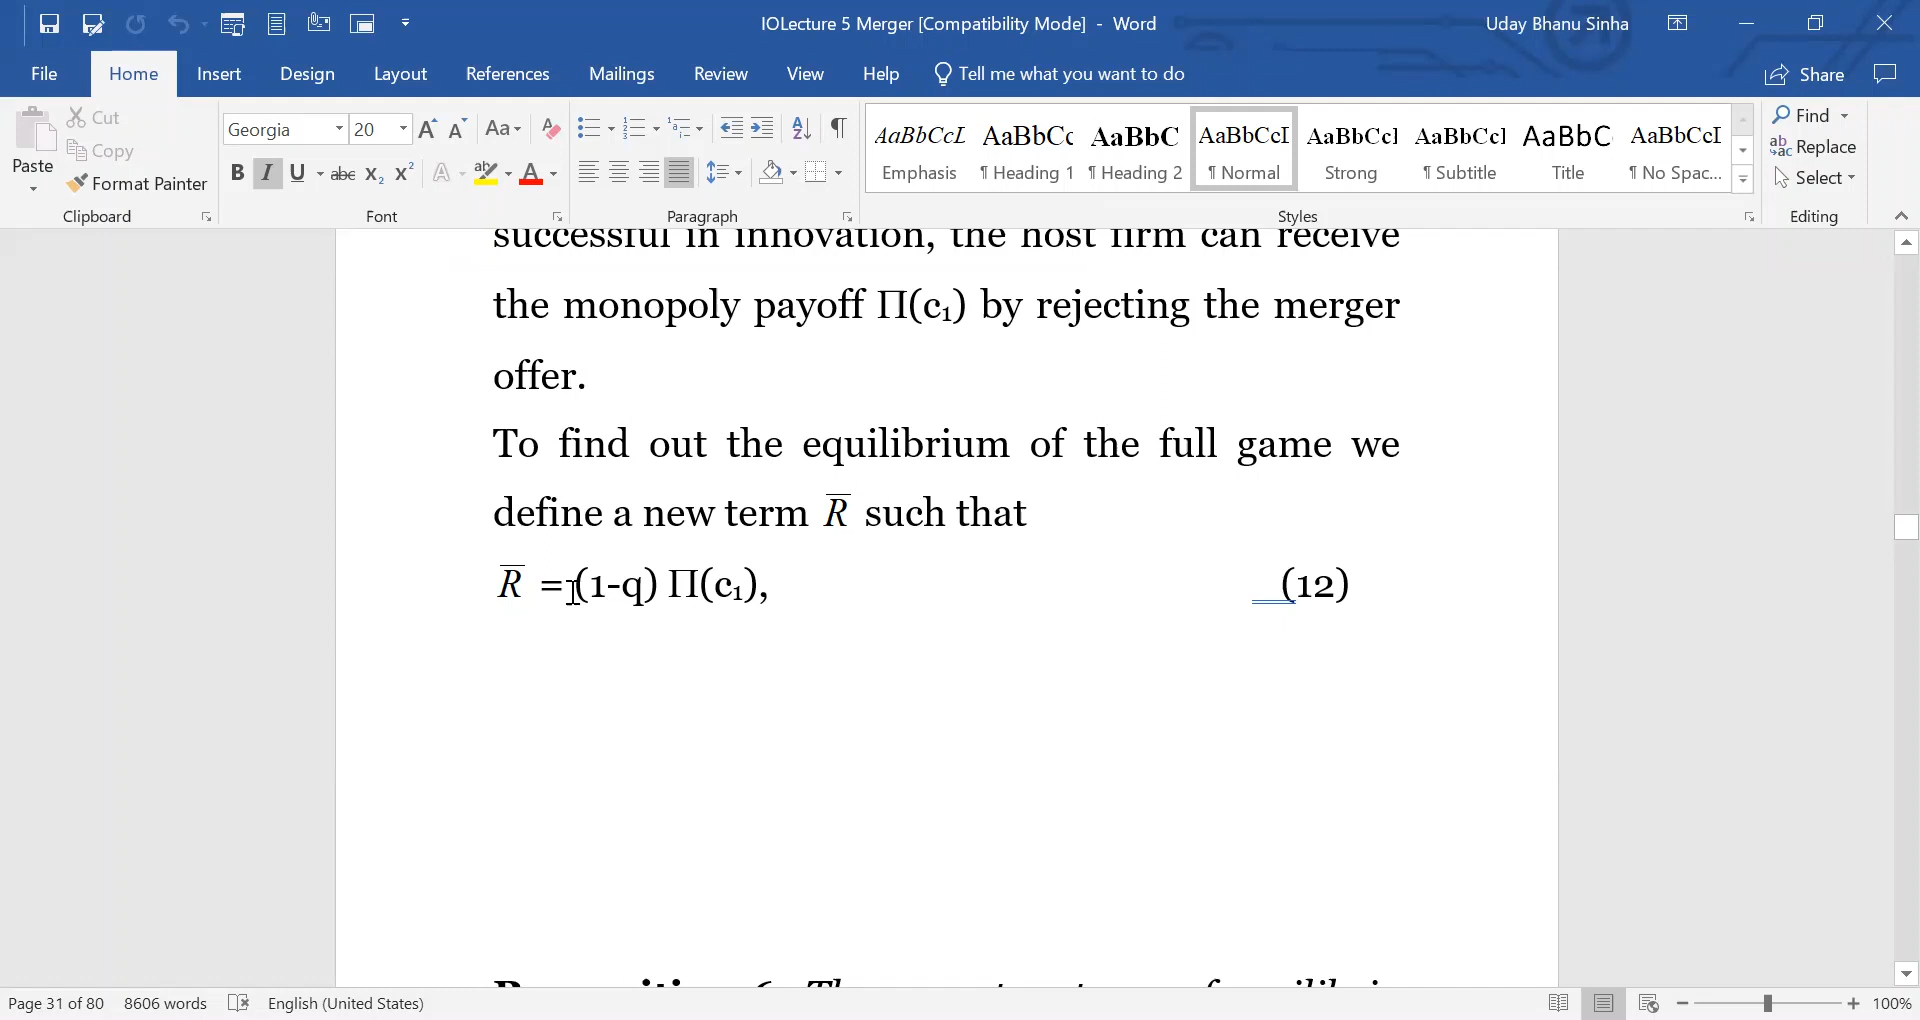 IOLecture 5 Merger [Compatibility Mode] - Word
Uday Bhanu Sinha
File Home Insert Design Layout References Mailings Review View Help Tell me what you want to do Share
Paste
Cut
Copy
Format Painter
Clipboard
Georgia 20
Font
Paragraph
AaBbCcL AaBbCc AaBbC AaBbCcI AaBbCcI AaBbCcI AaBbC AaBbCcI
Emphasis ¶ Heading 1 ¶ Heading 2 ¶ Normal Strong ¶ Subtitle Title ¶ No Spac...
Styles
Find
Replace
Select
Editing
successful in innovation, the host firm can receive
the monopoly payoff Π(c₁) by rejecting the merger
offer.
To find out the equilibrium of the full game we
define a new term R̅ such that
R̅ = (1-q) Π(c₁), (12)
Page 31 of 80 8606 words English (United States) 100%